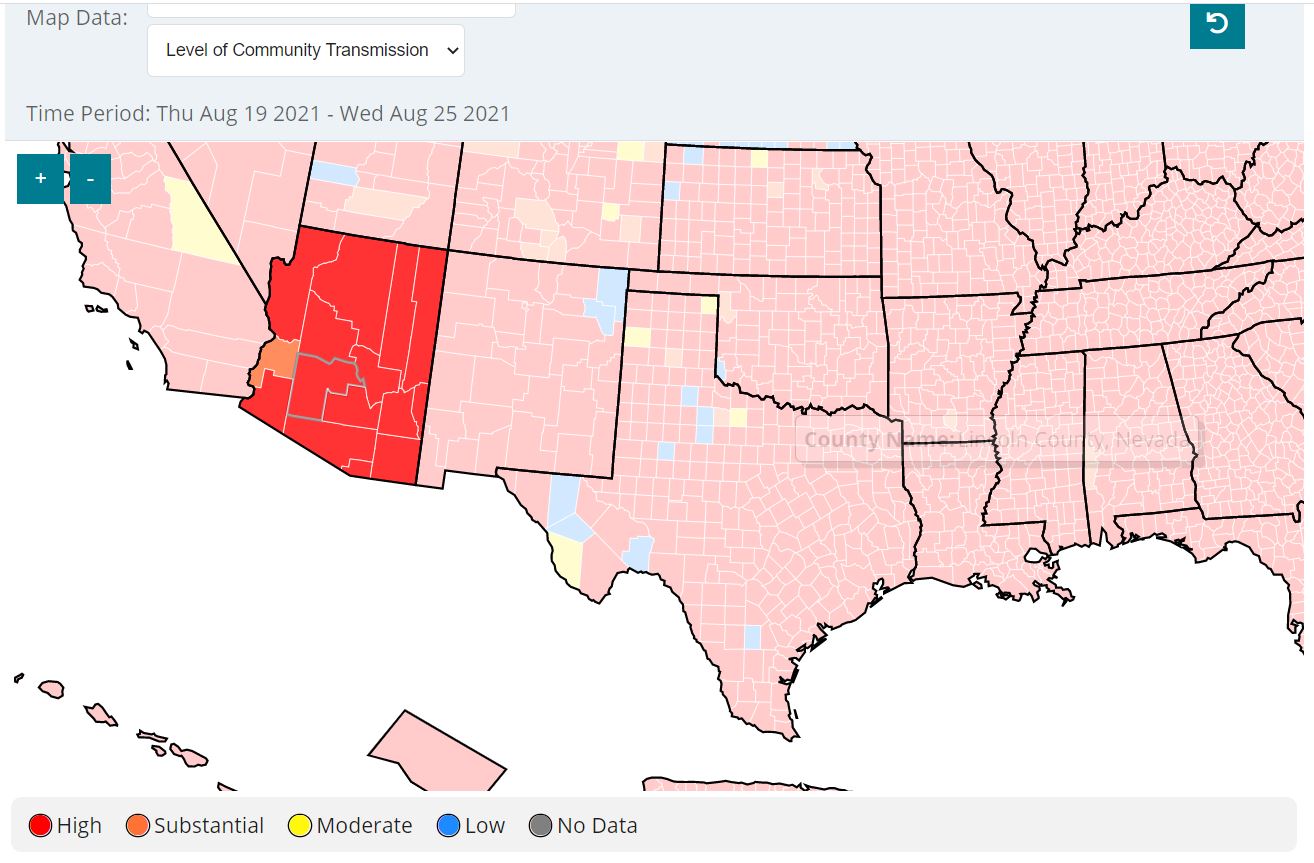 Map Data:
Level of Community Transmission
Time Period: Thu Aug 19 2021 - Wed Aug 25 2021
+ -
County Name: Lincoln County, Nevada
High Substantial Moderate Low No Data